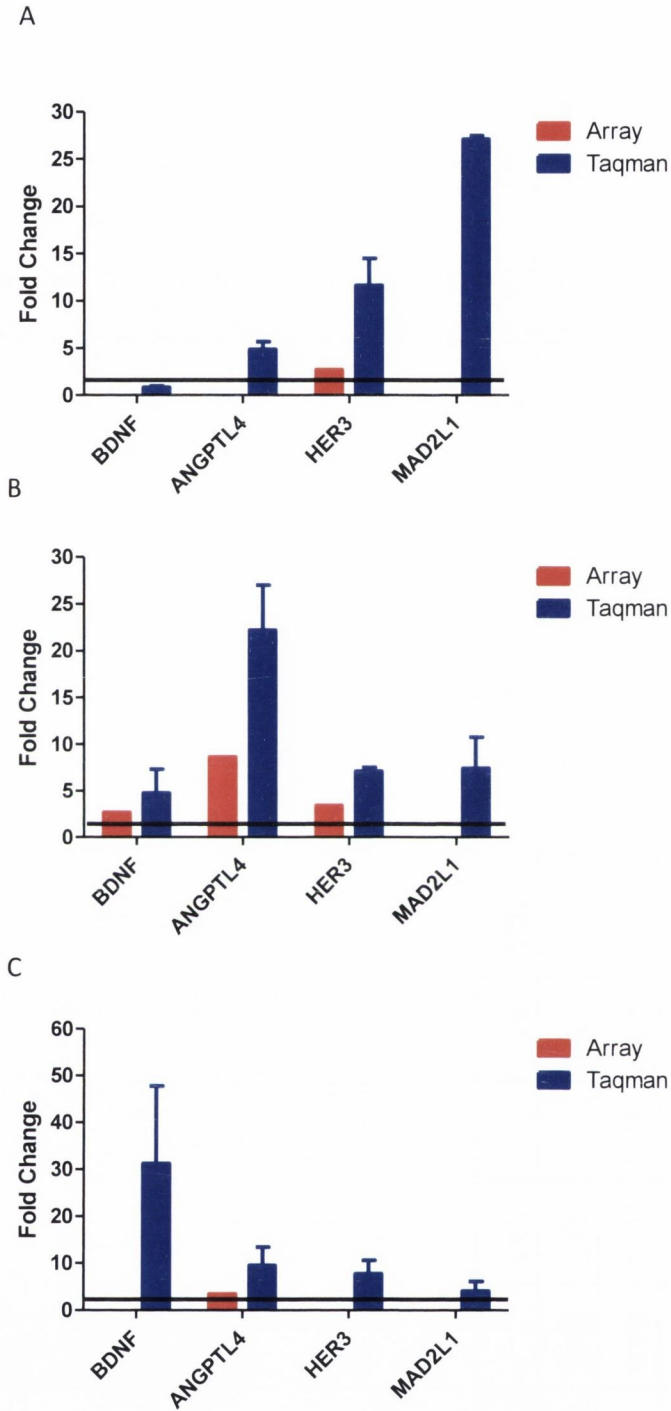 A
Fold Change
30
25
20
15
10
5
0
Array
Taqman
BDNF
ANGPTL4
HER3
MAD2L1
B
Fold Change
30
25
20
15
10
5
0
Array
Taqman
BDNF
ANGPTL4
HER3
MAD2L1
C
Fold Change
60
50
40
30
20
10
0
Array
Taqman
BDNF
ANGPTL4
HER3
MAD2L1